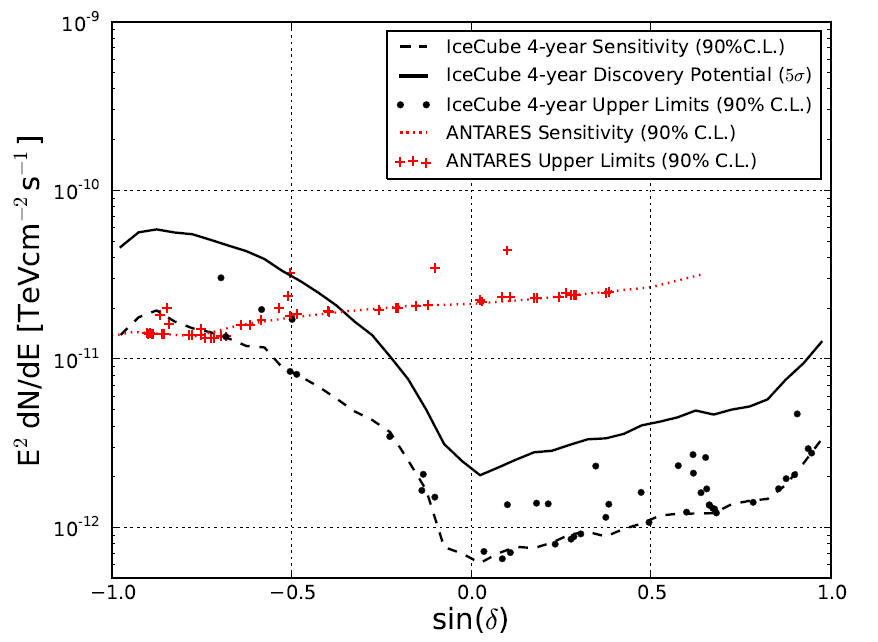 10⁻⁹
IceCube 4-year Sensitivity (90%C.L.)
IceCube 4-year Discovery Potential (5σ)
IceCube 4-year Upper Limits (90% C.L.)
ANTARES Sensitivity (90% C.L.)
ANTARES Upper Limits (90% C.L.)
10⁻¹⁰
10⁻¹¹
10⁻¹²
E² dN/dE [TeVcm⁻² s⁻¹]
−1.0 −0.5 0.0 0.5 1.0
sin(δ)